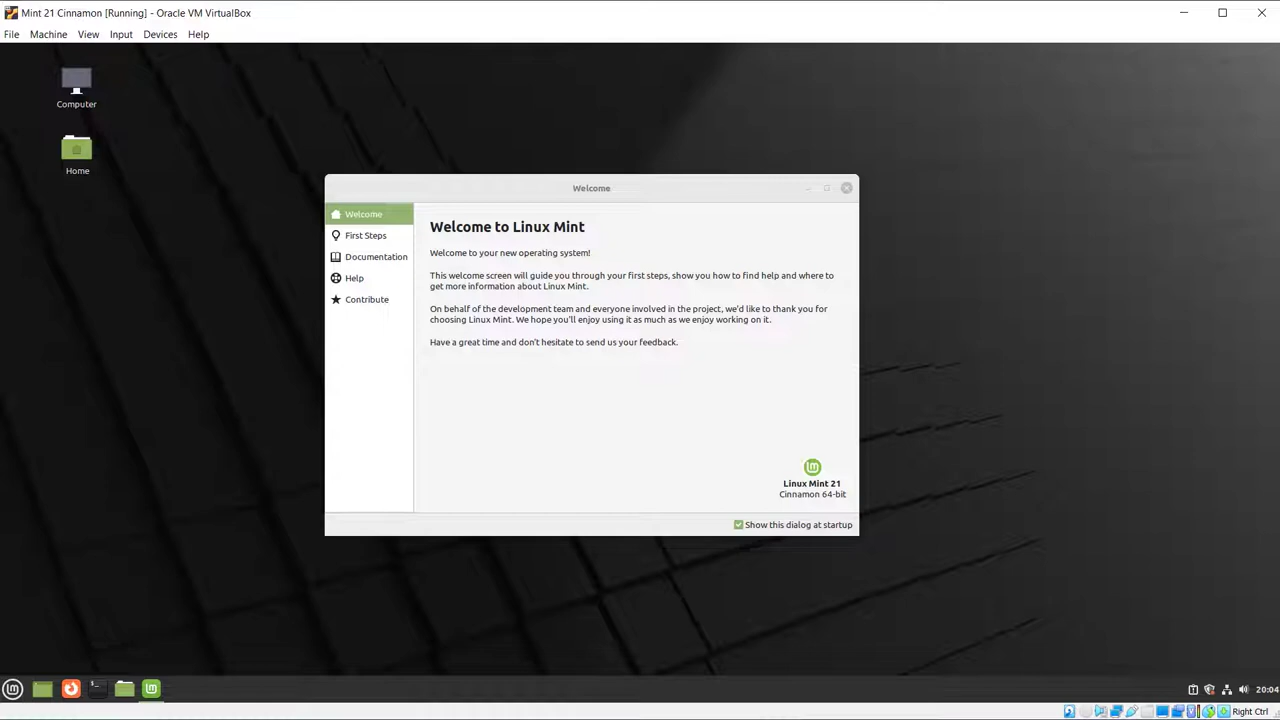 Mint 21 Cinnamon [Running] - Oracle VM VirtualBox
File Machine View Input Devices Help
Computer
Home
Welcome
Welcome
First Steps
Documentation
Help
Contribute
Welcome to Linux Mint
Welcome to your new operating system!
This welcome screen will guide you through your first steps, show you how to find help and where to
get more information about Linux Mint.
On behalf of the development team and everyone involved in the project, we'd like to thank you for
choosing Linux Mint. We hope you'll enjoy using it as much as we enjoy working on it.
Have a great time and don't hesitate to send us your feedback.
Linux Mint 21
Cinnamon 64-bit
Show this dialog at startup
20:04
Right Ctrl